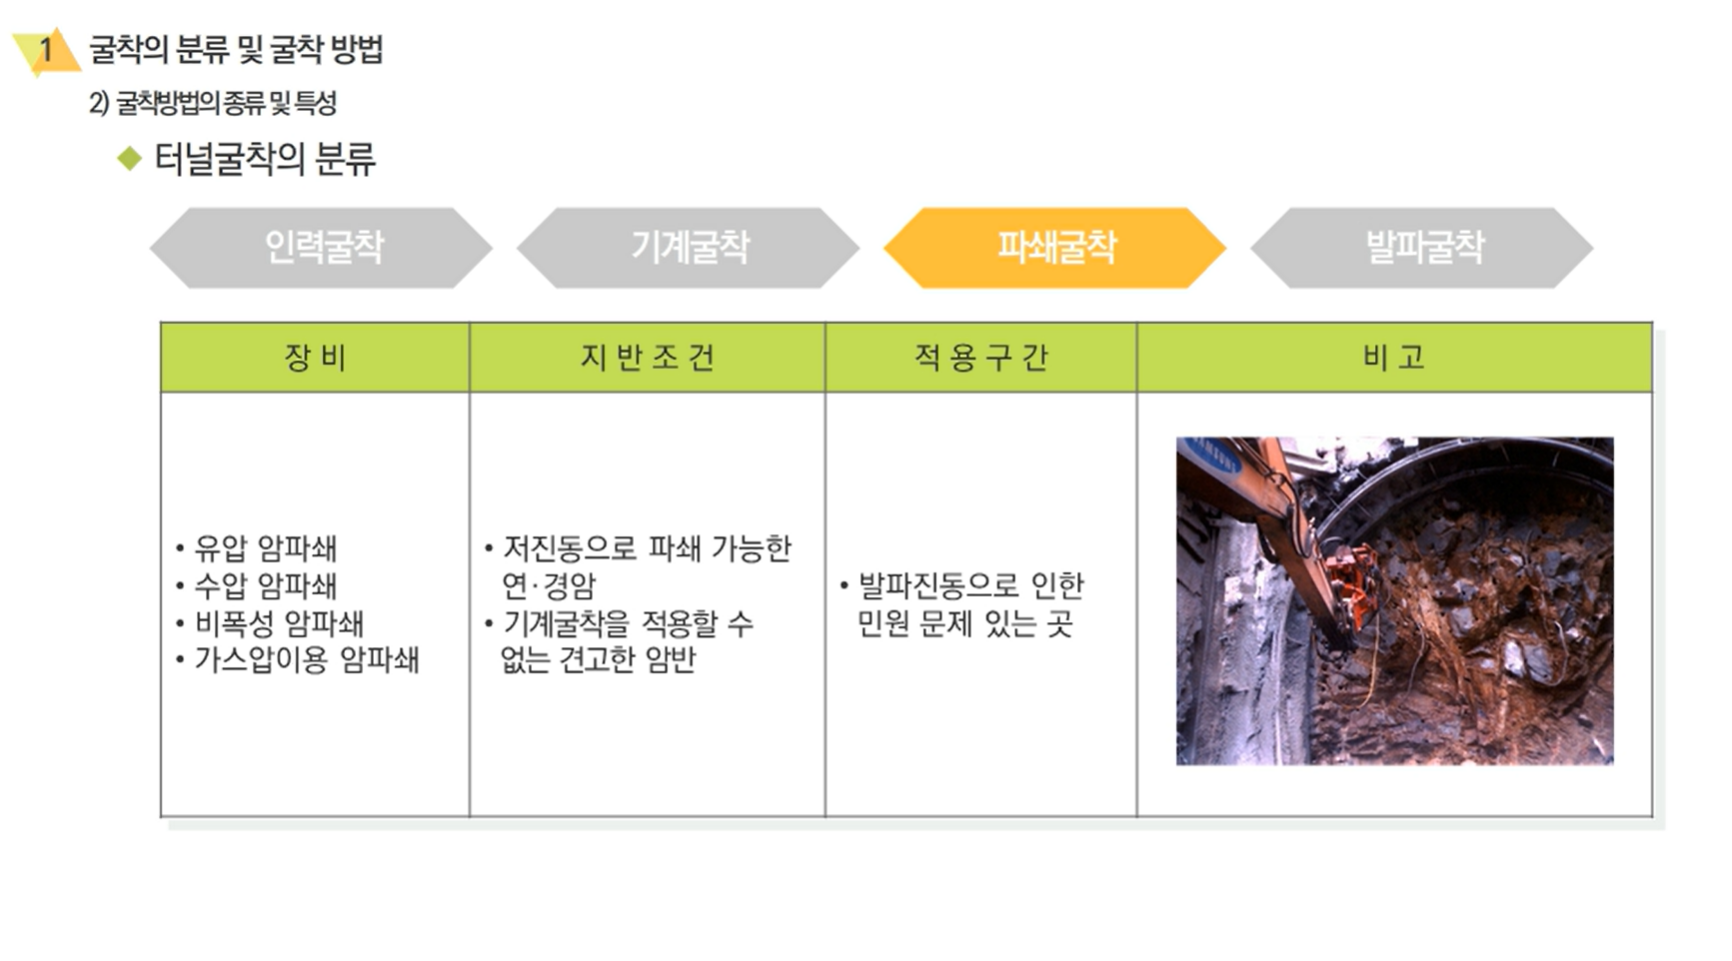 1 굴착의 분류 및 굴착 방법
2) 굴착방법의 종류 및 특성
◆ 터널굴착의 분류
인력굴착 기계굴착 파쇄굴착 발파굴착
장 비 지 반 조 건 적 용 구 간 비 고
• 유압 암파쇄
• 수압 암파쇄
• 비폭성 암파쇄
• 가스압이용 암파쇄
• 저진동으로 파쇄 가능한
연·경암
• 기계굴착을 적용할 수
없는 견고한 암반
• 발파진동으로 인한
민원 문제 있는 곳
SAMSUNG